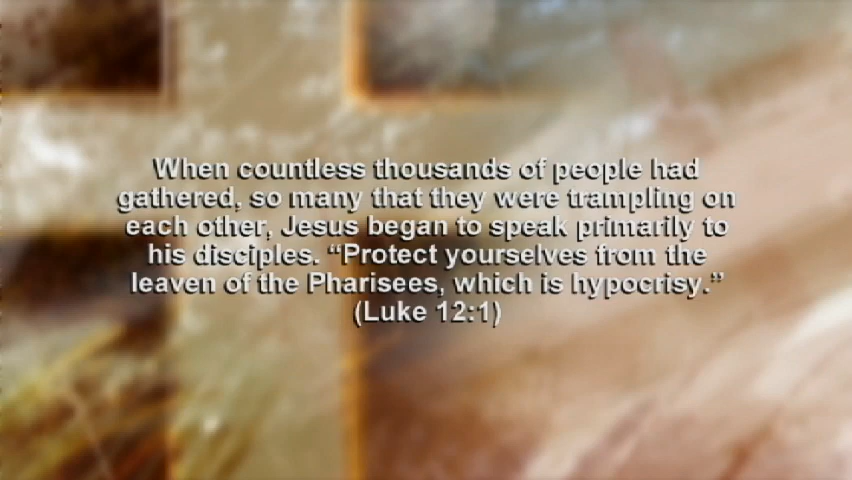 When countless thousands of people had
gathered, so many that they were trampling on
each other, Jesus began to speak primarily to
his disciples. “Protect yourselves from the
leaven of the Pharisees, which is hypocrisy.”
(Luke 12:1)